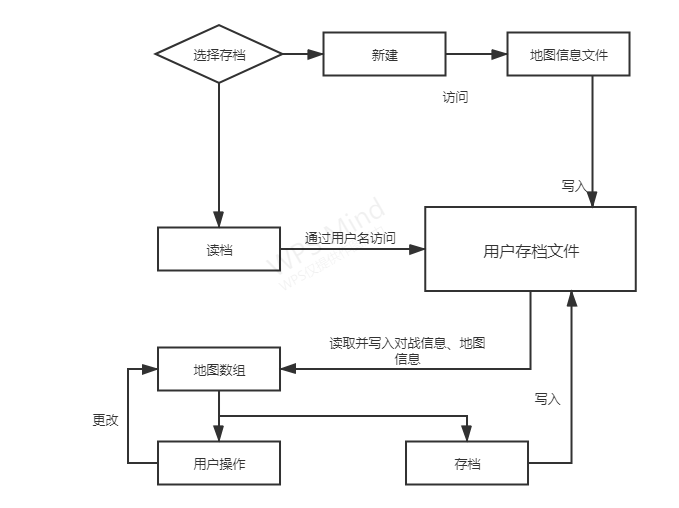 选择存档
新建
地图信息文件
访问
写入
读档
通过用户名访问
用户存档文件
WPS Mind
读取并写入对战信息、地图
信息
地图数组
写入
更改
用户操作
存档